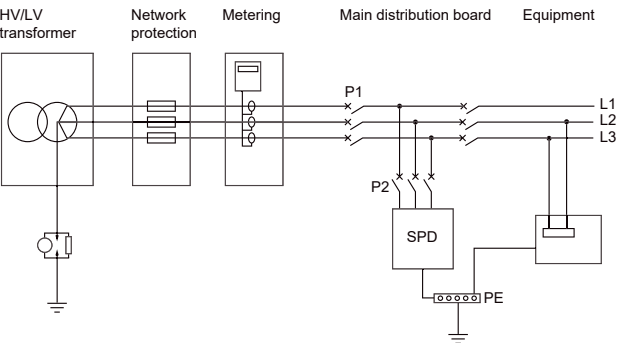 HV/LV
transformer
Network
protection
Metering
Main distribution board
Equipment
P1
L1
L2
L3
P2
SPD
PE